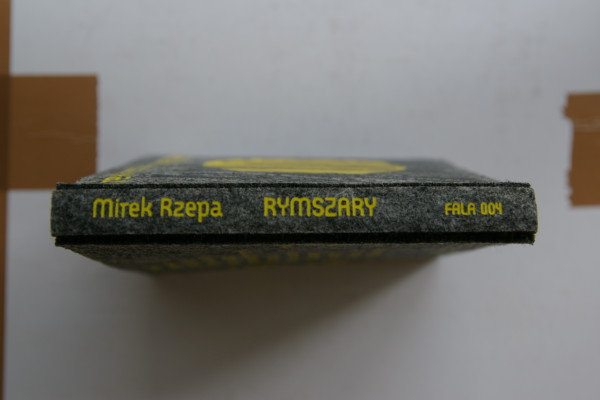 Mirek Rzepa RYMSZARY FALA 004